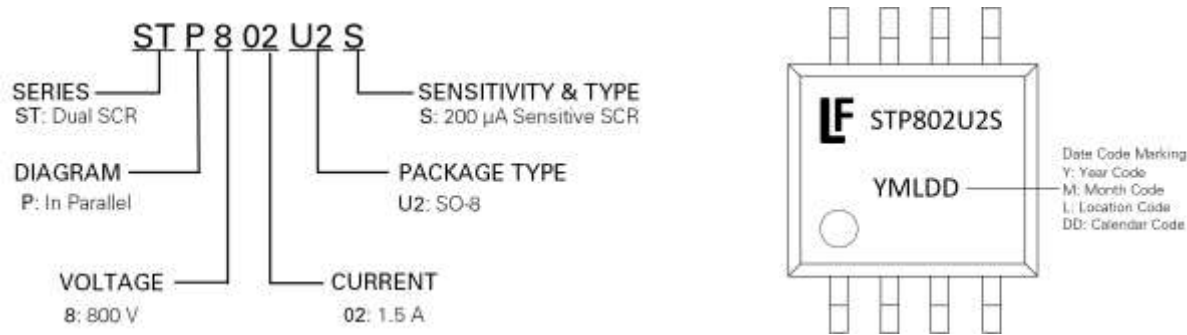 ST P 8 02 U2 S
SERIES
ST: Dual SCR
SENSITIVITY & TYPE
S: 200 µA Sensitive SCR
DIAGRAM
P: In Parallel
PACKAGE TYPE
U2: SO-8
VOLTAGE
8: 800 V
CURRENT
02: 1.5 A
LF STP802U2S
YMLDD
Date Code Marking
Y: Year Code
M: Month Code
L: Location Code
DD: Calendar Code